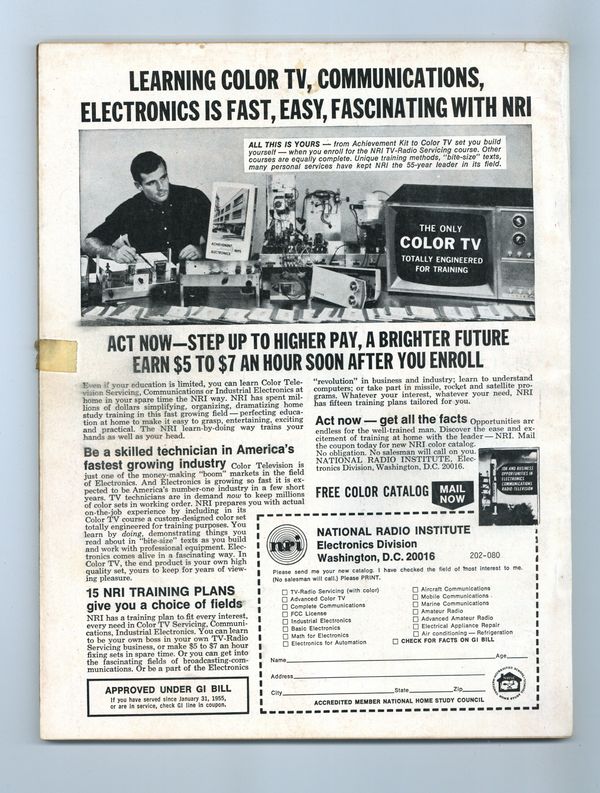 LEARNING COLOR TV, COMMUNICATIONS,
ELECTRONICS IS FAST, EASY, FASCINATING WITH NRI
ALL THIS IS YOURS — from Achievement Kit to Color TV set you build
yourself — when you enroll for the NRI TV-Radio Servicing course. Other
courses are equally complete. Unique training methods, "bite-size" texts,
many personal services have kept NRI the 55-year leader in its field.
ACHIEVEMENT
ELECTRONICS
NRI
THE ONLY
COLOR TV
TOTALLY ENGINEERED
FOR TRAINING
ACT NOW—STEP UP TO HIGHER PAY, A BRIGHTER FUTURE
EARN $5 TO $7 AN HOUR SOON AFTER YOU ENROLL
Even if your education is limited, you can learn Color Tele-
vision Servicing, Communications or Industrial Electronics at
home in your spare time the NRI way. NRI has spent mil-
lions of dollars simplifying, organizing, dramatizing home
study training in this fast growing field — perfecting educa-
tion at home to make it easy to grasp, entertaining, exciting
and practical. The NRI learn-by-doing way trains your
hands as well as your head.
Be a skilled technician in America's
fastest growing industry Color Television is
just one of the money-making "boom" markets in the field
of Electronics. And Electronics is growing so fast it is ex-
pected to be America's number-one industry in a few short
years. TV technicians are in demand now to keep millions
of color sets in working order. NRI prepares you with actual
on-the-job experience by including in its
Color TV course a custom-designed color set
totally engineered for training purposes. You
learn by doing, demonstrating things you
read about in "bite-size" texts as you build
and work with professional equipment. Elec-
tronics comes alive in a fascinating way. In
Color TV, the end product is your own high
quality set, yours to keep for years of view-
ing pleasure.
15 NRI TRAINING PLANS
give you a choice of fields
NRI has a training plan to fit every interest,
every need in Color TV Servicing, Communi-
cations, Industrial Electronics. You can learn
to be your own boss in your own TV-Radio
Servicing business, or make $5 to $7 an hour
fixing sets in spare time. Or you can get into
the fascinating fields of broadcasting-com-
munications. Or be a part of the Electronics
"revolution" in business and industry; learn to understand
computers; or take part in missile, rocket and satellite pro-
grams. Whatever your interest, whatever your need, NRI
has fifteen training plans tailored for you.
Act now — get all the facts Opportunities are
endless for the well-trained man. Discover the ease and ex-
citement of training at home with the leader — NRI. Mail
the coupon today for new NRI color catalog.
No obligation. No salesman will call on you.
NATIONAL RADIO INSTITUTE, Elec-
tronics Division, Washington, D.C. 20016.
FREE COLOR CATALOG
MAIL
NOW
JOB AND BUSINESS
OPPORTUNITIES IN
ELECTRONICS
COMMUNICATIONS
RADIO TELEVISION
APPROVED UNDER GI BILL
If you have served since January 31, 1955,
or are in service, check GI line in coupon.
nri
NATIONAL RADIO INSTITUTE
Electronics Division
Washington, D.C. 20016
202-080
Please send me your new catalog. I have checked the field of most interest to me.
(No salesman will call.) Please PRINT.
☐ TV-Radio Servicing (with color)
☐ Advanced Color TV
☐ Complete Communications
☐ FCC License
☐ Industrial Electronics
☐ Basic Electronics
☐ Math for Electronics
☐ Electronics for Automation
☐ Aircraft Communications
☐ Mobile Communications
☐ Marine Communications
☐ Amateur Radio
☐ Advanced Amateur Radio
☐ Electrical Appliance Repair
☐ Air conditioning — Refrigeration
☐ CHECK FOR FACTS ON GI BILL
Name Age
Address
City State Zip
ACCREDITED MEMBER NATIONAL HOME STUDY COUNCIL